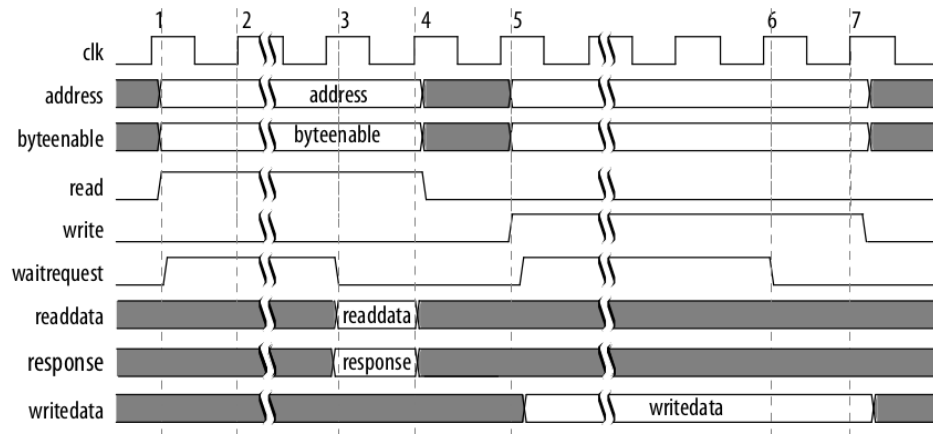 1 2 3 4 5 6 7
clk
address address
byteenable byteenable
read
write
waitrequest
readdata readdata
response response
writedata writedata